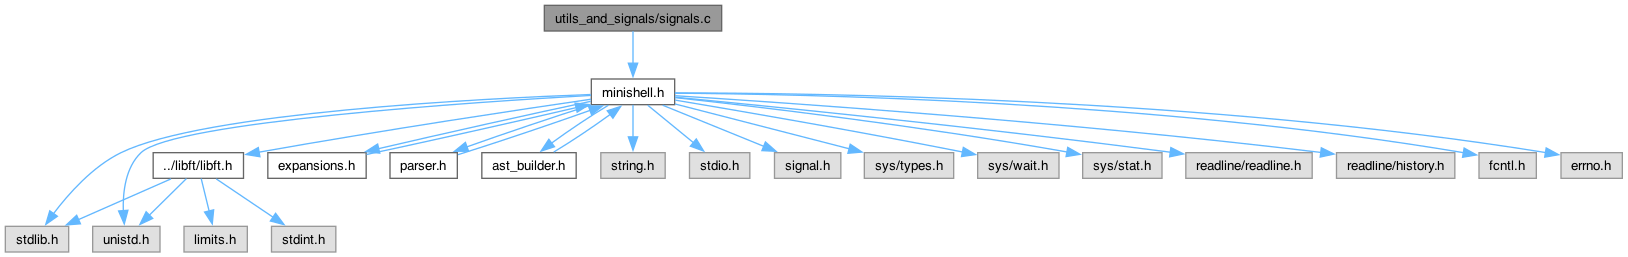 utils_and_signals/signals.c
minishell.h
../libft/libft.h
expansions.h
parser.h
ast_builder.h
string.h
stdio.h
signal.h
sys/types.h
sys/wait.h
sys/stat.h
readline/readline.h
readline/history.h
fcntl.h
errno.h
stdlib.h
unistd.h
limits.h
stdint.h